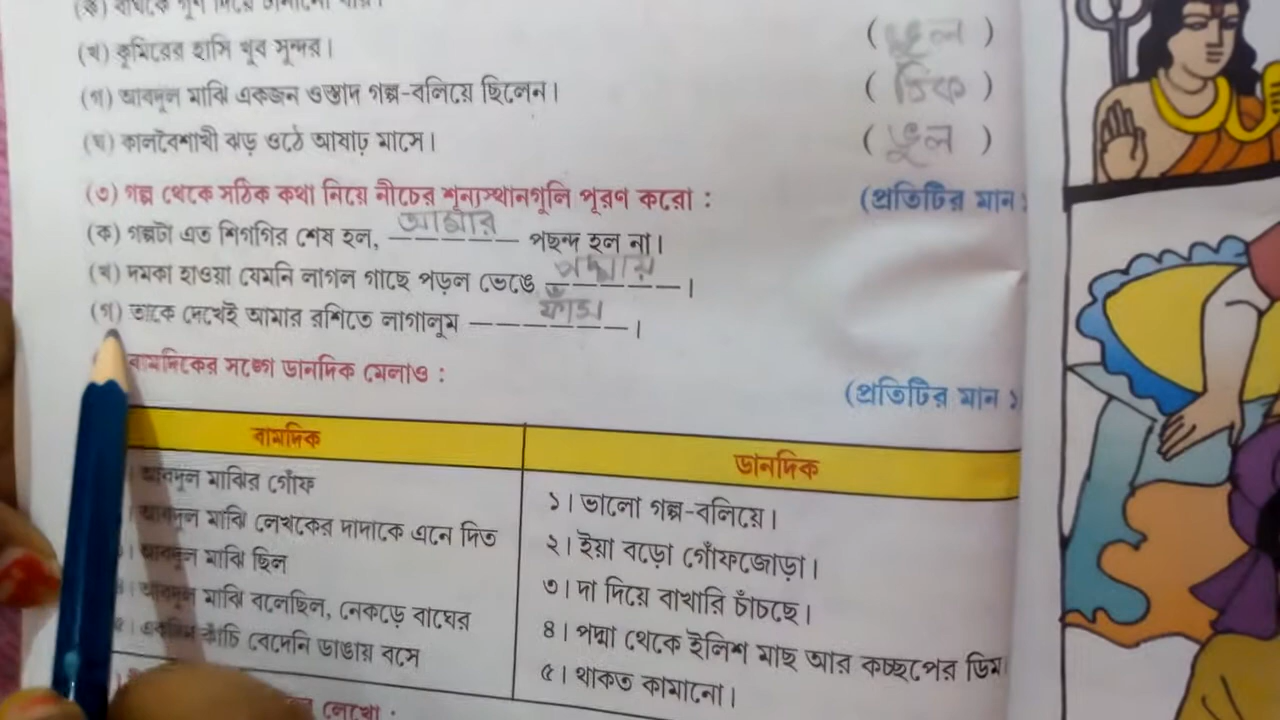 (খ) কুমিরের হাসি খুব সুন্দর। ( ভুল )
(গ) আবদুল মাঝি একজন ওস্তাদ গল্প-বলিয়ে ছিলেন। ( ঠিক )
(ঘ) কালবৈশাখী ঝড় ওঠে আষাঢ় মাসে। ( ভুল )
(৩) গল্প থেকে সঠিক কথা নিয়ে নীচের শূন্যস্থানগুলি পূরণ করো : (প্রতিটির মান
(ক) গল্পটা এত শিগগির শেষ হল, আমার পছন্দ হল না।
(খ) দমকা হাওয়া যেমনি লাগল গাছে পড়ল ভেঙে পদ্মায় ।
(গ) তাকে দেখেই আমার রশিতে লাগালুম ফাঁস। ।
বামদিকের সঙ্গে ডানদিক মেলাও : (প্রতিটির মান ১
বামদিক ডানদিক
আবদুল মাঝির গোঁফ ১। ভালো গল্প-বলিয়ে।
আবদুল মাঝি লেখকের দাদাকে এনে দিত ২। ইয়া বড়ো গোঁফজোড়া।
আবদুল মাঝি ছিল ৩। দা দিয়ে বাখারি চাঁচছে।
আবদুল মাঝি বলেছিল, নেকড়ে বাঘের ৪। পদ্মা থেকে ইলিশ মাছ আর কচ্ছপের ডিম।
৫। একদিন কাঁচি বেদেনি ডাঙায় বসে ৫। থাকত কামানো।
লেখো :